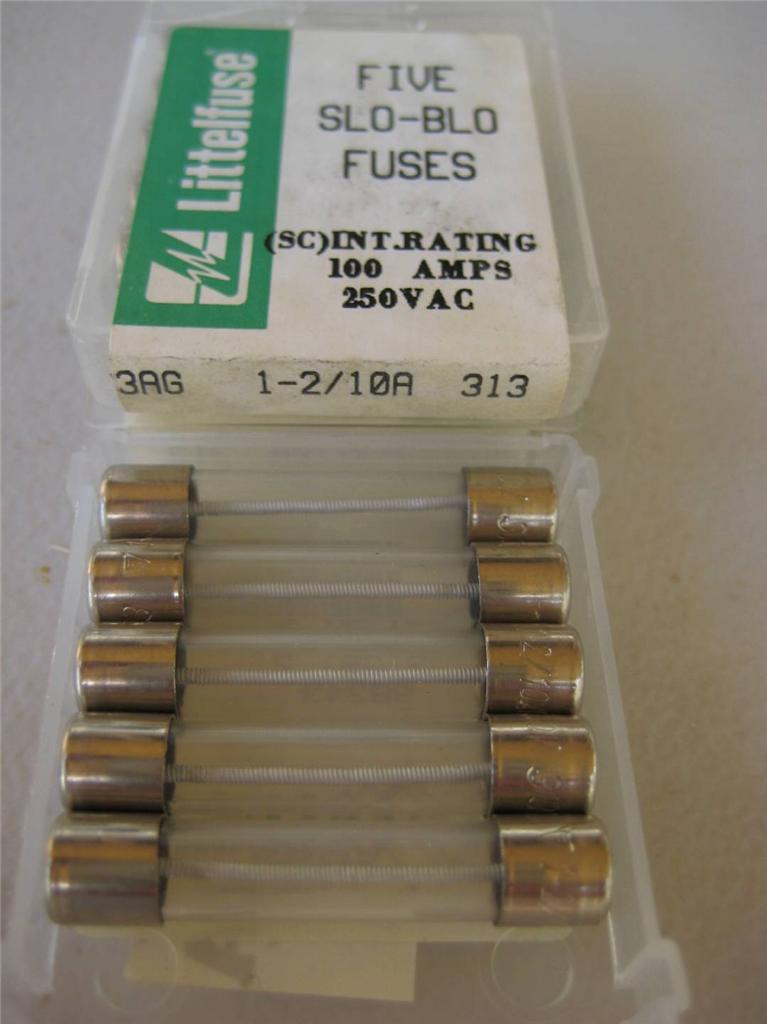 Littelfuse
FIVE
SLO-BLO
FUSES
(SC)INT.RATING
100 AMPS
250VAC
3AG 1-2/10A 313